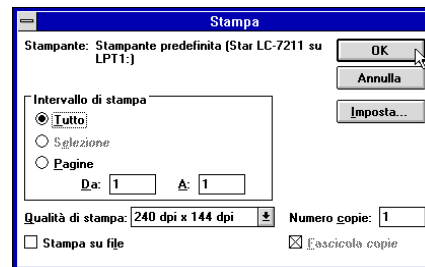 Stampa
Stampante: Stampante predefinita (Star LC-7211 su
LPT1:)
OK
Annulla
Imposta...
Intervallo di stampa
Tutto
Selezione
Pagine
Da: 1 A: 1
Qualità di stampa: 240 dpi x 144 dpi
Numero copie: 1
Stampa su file
Fascicola copie